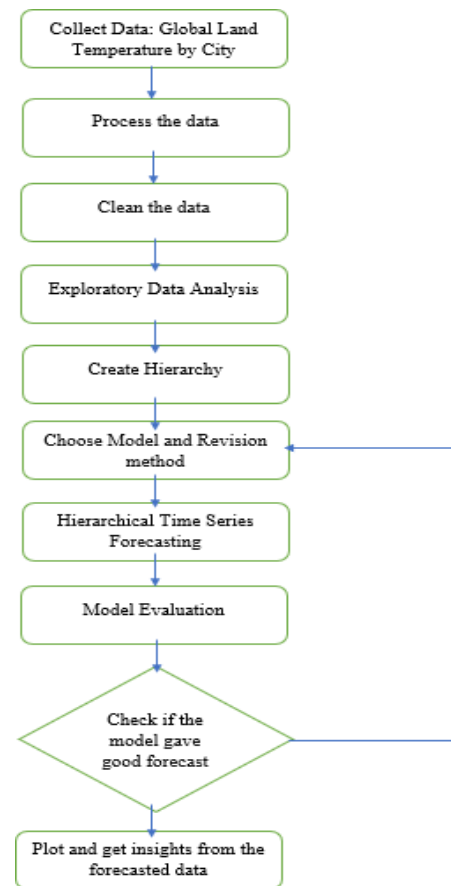 Collect Data: Global Land
Temperature by City
Process the data
Clean the data
Exploratory Data Analysis
Create Hierarchy
Choose Model and Revision
method
Hierarchical Time Series
Forecasting
Model Evaluation
Check if the
model gave
good forecast
Plot and get insights from the
forecasted data